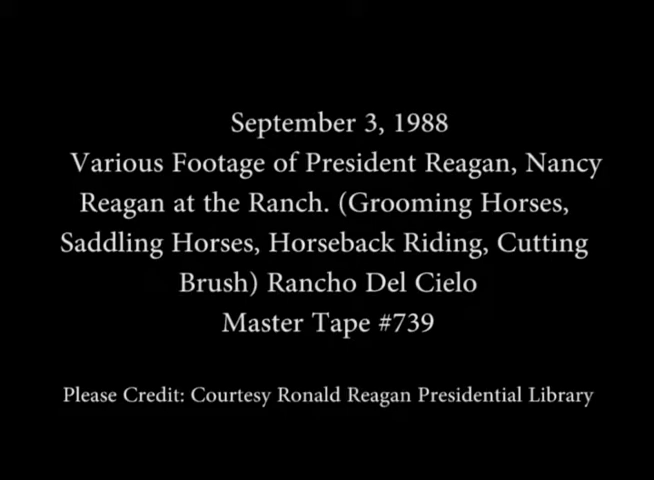 September 3, 1988
Various Footage of President Reagan, Nancy
Reagan at the Ranch. (Grooming Horses,
Saddling Horses, Horseback Riding, Cutting
Brush) Rancho Del Cielo
Master Tape #739
Please Credit: Courtesy Ronald Reagan Presidential Library